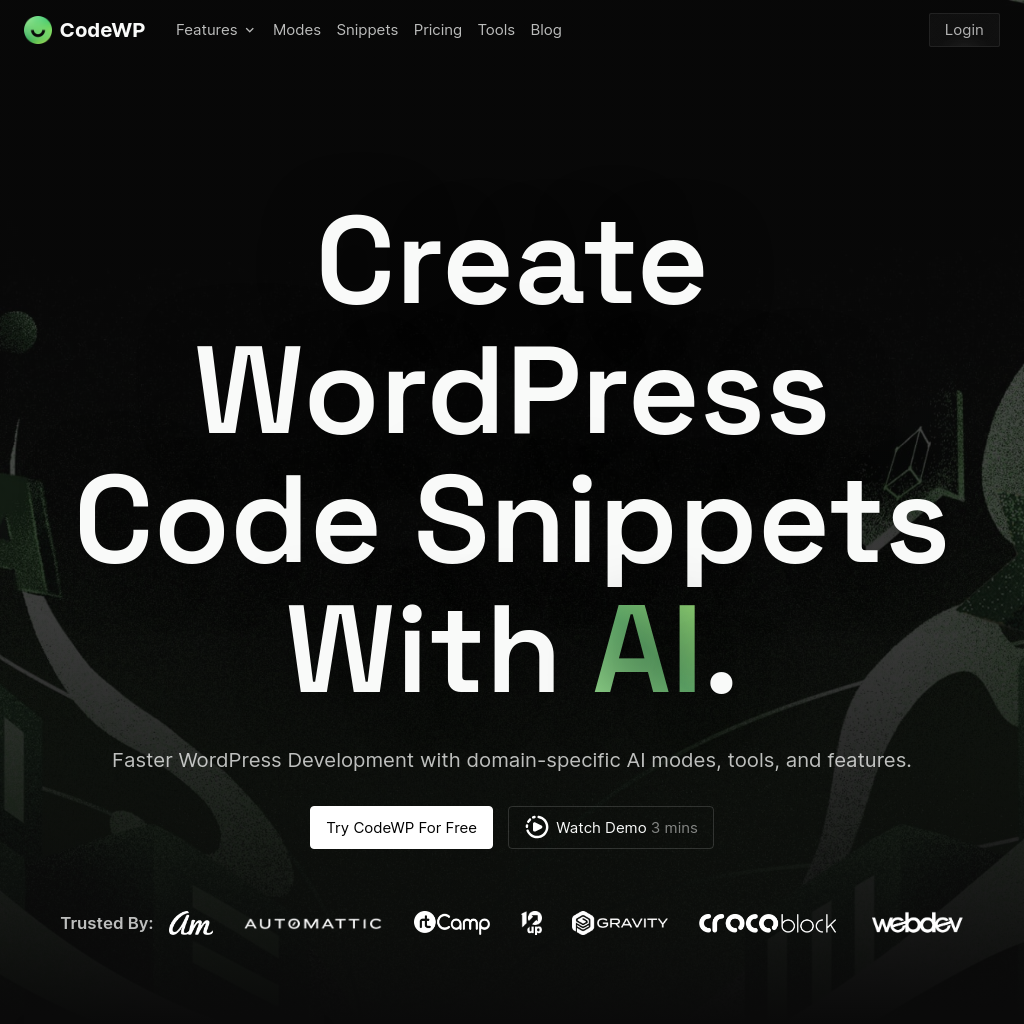 CodeWP
Features Modes Snippets Pricing Tools Blog
Login
Create
WordPress
Code Snippets
With AI.
Faster WordPress Development with domain-specific AI modes, tools, and features.
Try CodeWP For Free
Watch Demo 3 mins
Trusted By: am AUTOMATTIC rtCamp 10up GRAVITY crocoblock webdev